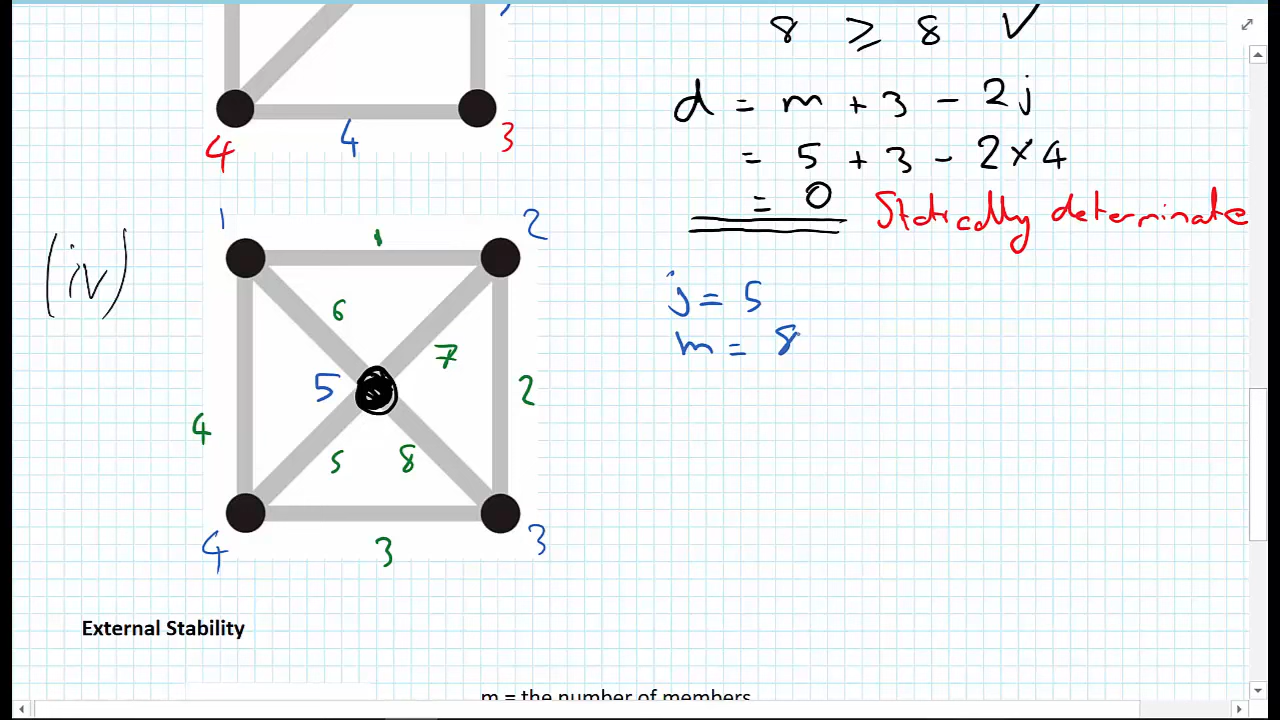 8 ≥ 8 ✓
d = m + 3 - 2j
= 5 + 3 - 2×4
= 0 Statically determinate
4
4
3
(iv)
1
1
2
6
7
5
4
2
5
8
4
3
3
j = 5
m = 8
External Stability
m = the number of members